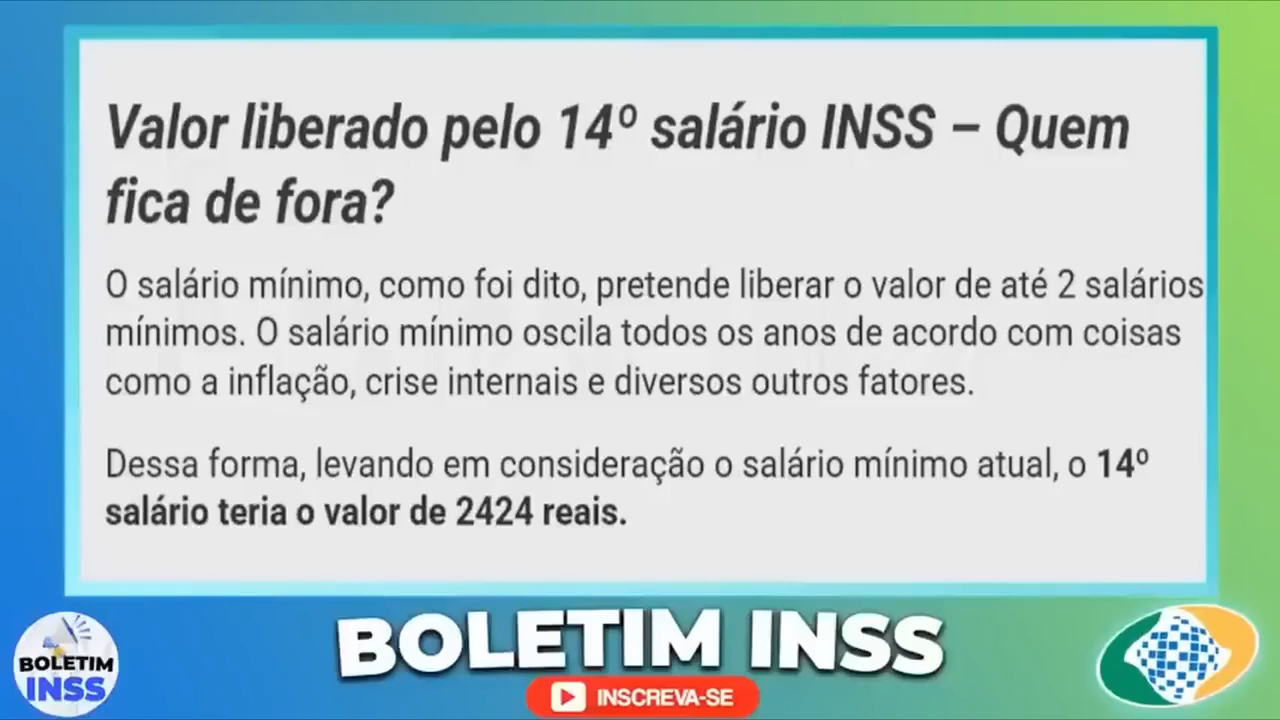 Valor liberado pelo 14º salário INSS – Quem
fica de fora?
O salário mínimo, como foi dito, pretende liberar o valor de até 2 salários
mínimos. O salário mínimo oscila todos os anos de acordo com coisas
como a inflação, crise internais e diversos outros fatores.
Dessa forma, levando em consideração o salário mínimo atual, o 14º
salário teria o valor de 2424 reais.
BOLETIM INSS
INSCREVA-SE
BOLETIM
INSS